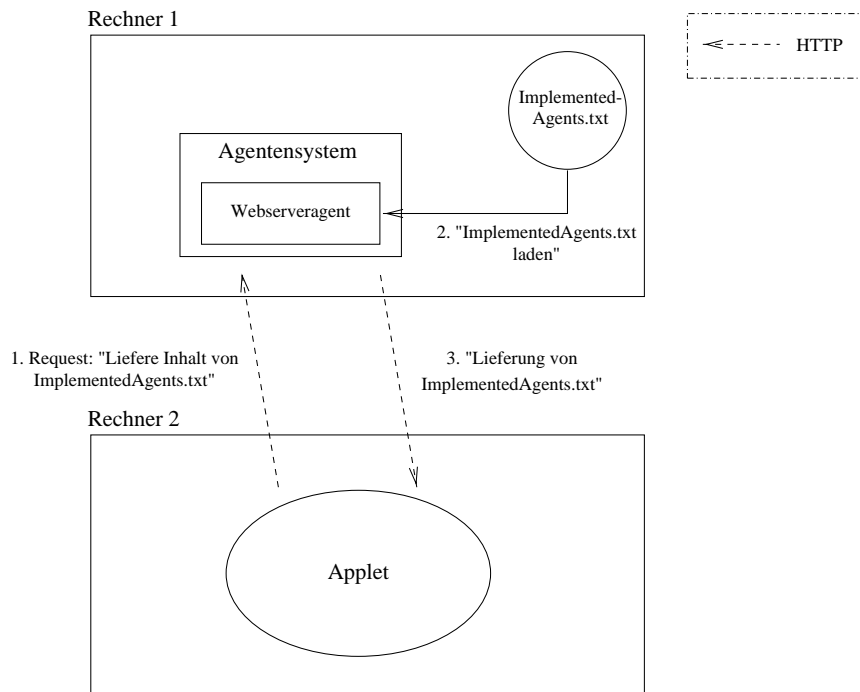 Rechner 1
HTTP
Implemented-
Agents.txt
Agentensystem
Webserveragent
2. "ImplementedAgents.txt
laden"
1. Request: "Liefere Inhalt von
ImplementedAgents.txt"
3. "Lieferung von
ImplementedAgents.txt"
Rechner 2
Applet